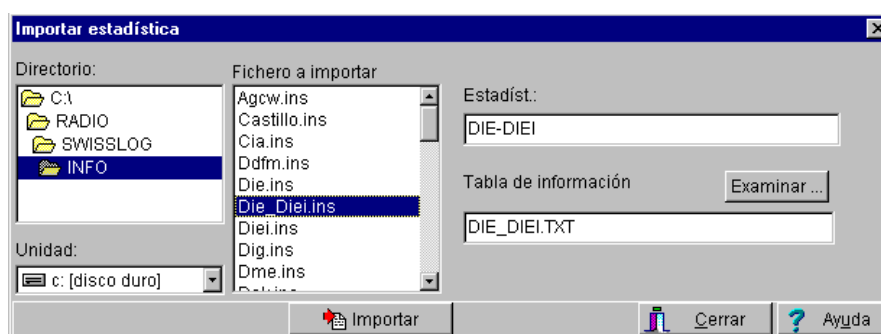 Importar estadística
Directorio:
C:\
RADIO
SWISSLOG
INFO
Unidad:
c: [disco duro]
Fichero a importar
Agcw.ins
Castillo.ins
Cia.ins
Ddfm.ins
Die.ins
Die_Diei.ins
Diei.ins
Dig.ins
Dme.ins
Estadíst.:
DIE-DIEI
Tabla de información
Examinar ...
DIE_DIEI.TXT
Importar
Cerrar
Ayuda